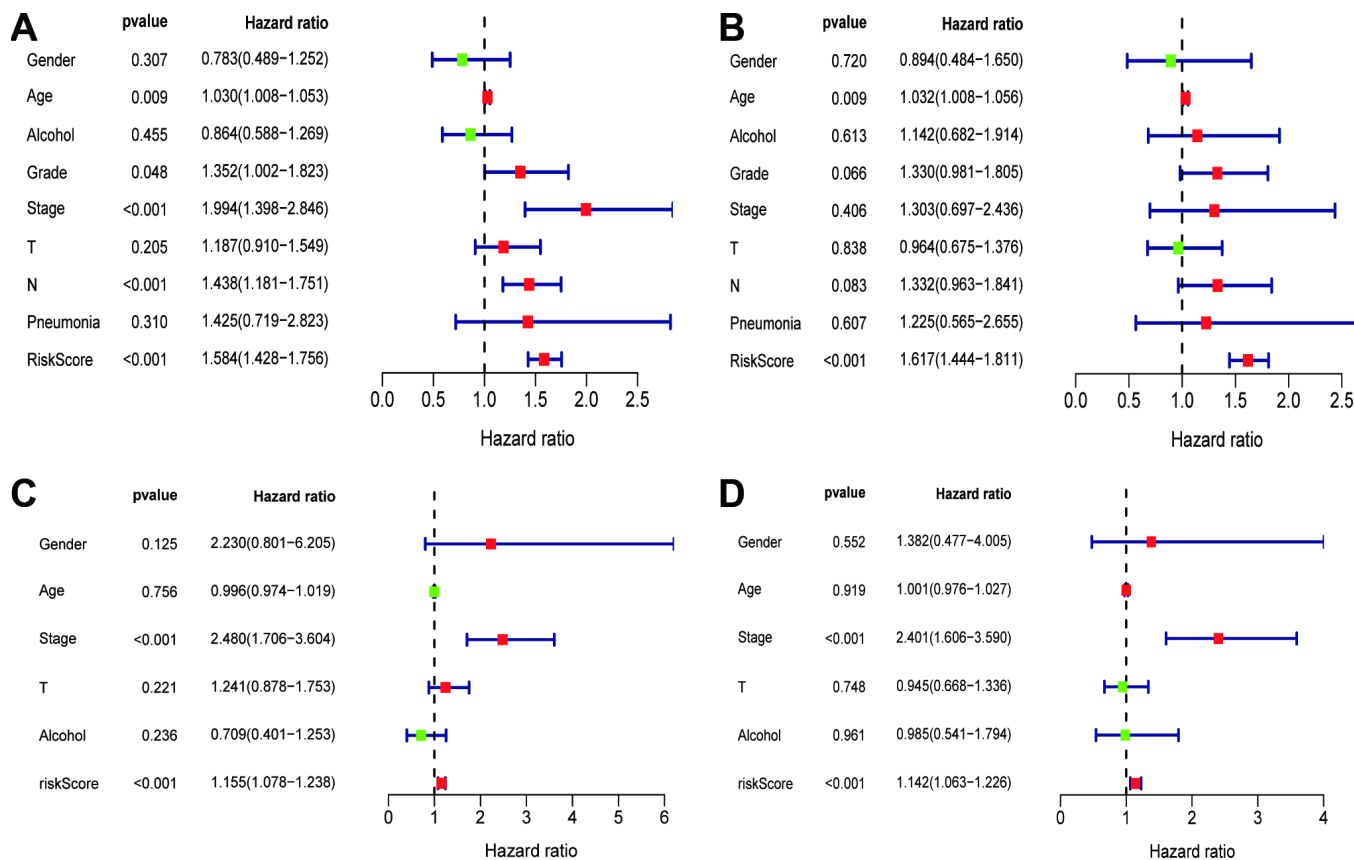 A
pvalue Hazard ratio
Gender 0.307 0.783(0.489−1.252)
Age 0.009 1.030(1.008−1.053)
Alcohol 0.455 0.864(0.588−1.269)
Grade 0.048 1.352(1.002−1.823)
Stage <0.001 1.994(1.398−2.846)
T 0.205 1.187(0.910−1.549)
N <0.001 1.438(1.181−1.751)
Pneumonia 0.310 1.425(0.719−2.823)
RiskScore <0.001 1.584(1.428−1.756)
0.0 0.5 1.0 1.5 2.0 2.5
Hazard ratio
B
pvalue Hazard ratio
Gender 0.720 0.894(0.484−1.650)
Age 0.009 1.032(1.008−1.056)
Alcohol 0.613 1.142(0.682−1.914)
Grade 0.066 1.330(0.981−1.805)
Stage 0.406 1.303(0.697−2.436)
T 0.838 0.964(0.675−1.376)
N 0.083 1.332(0.963−1.841)
Pneumonia 0.607 1.225(0.565−2.655)
RiskScore <0.001 1.617(1.444−1.811)
0.0 0.5 1.0 1.5 2.0 2.5
Hazard ratio
C
pvalue Hazard ratio
Gender 0.125 2.230(0.801−6.205)
Age 0.756 0.996(0.974−1.019)
Stage <0.001 2.480(1.706−3.604)
T 0.221 1.241(0.878−1.753)
Alcohol 0.236 0.709(0.401−1.253)
riskScore <0.001 1.155(1.078−1.238)
0 1 2 3 4 5 6
Hazard ratio
D
pvalue Hazard ratio
Gender 0.552 1.382(0.477−4.005)
Age 0.919 1.001(0.976−1.027)
Stage <0.001 2.401(1.606−3.590)
T 0.748 0.945(0.668−1.336)
Alcohol 0.961 0.985(0.541−1.794)
riskScore <0.001 1.142(1.063−1.226)
0 1 2 3 4
Hazard ratio